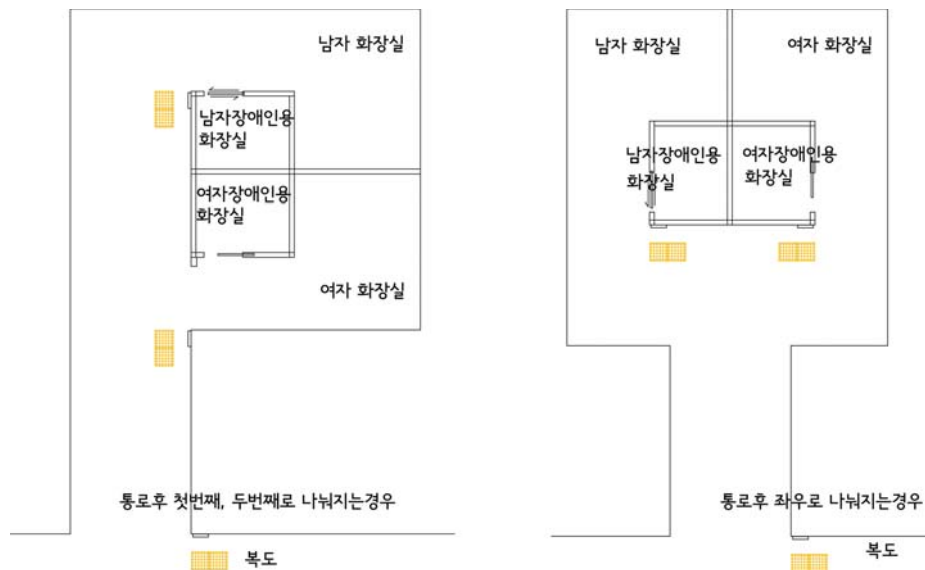 남자 화장실
남자장애인용
화장실
여자장애인용
화장실
여자 화장실
통로후 첫번째, 두번째로 나눠지는경우
복도
남자 화장실
여자 화장실
남자장애인용
화장실
여자장애인용
화장실
통로후 좌우로 나눠지는경우
복도